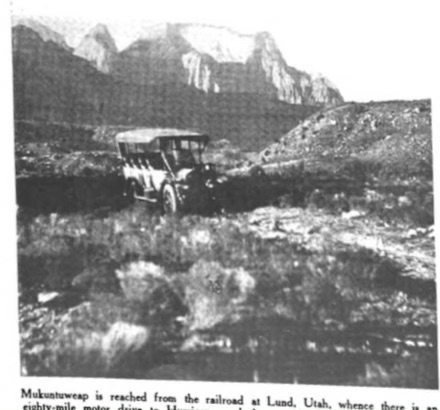 Mukuntuweap is reached from the railroad at Lund, Utah, whence there is an
eighty-mile motor drive to